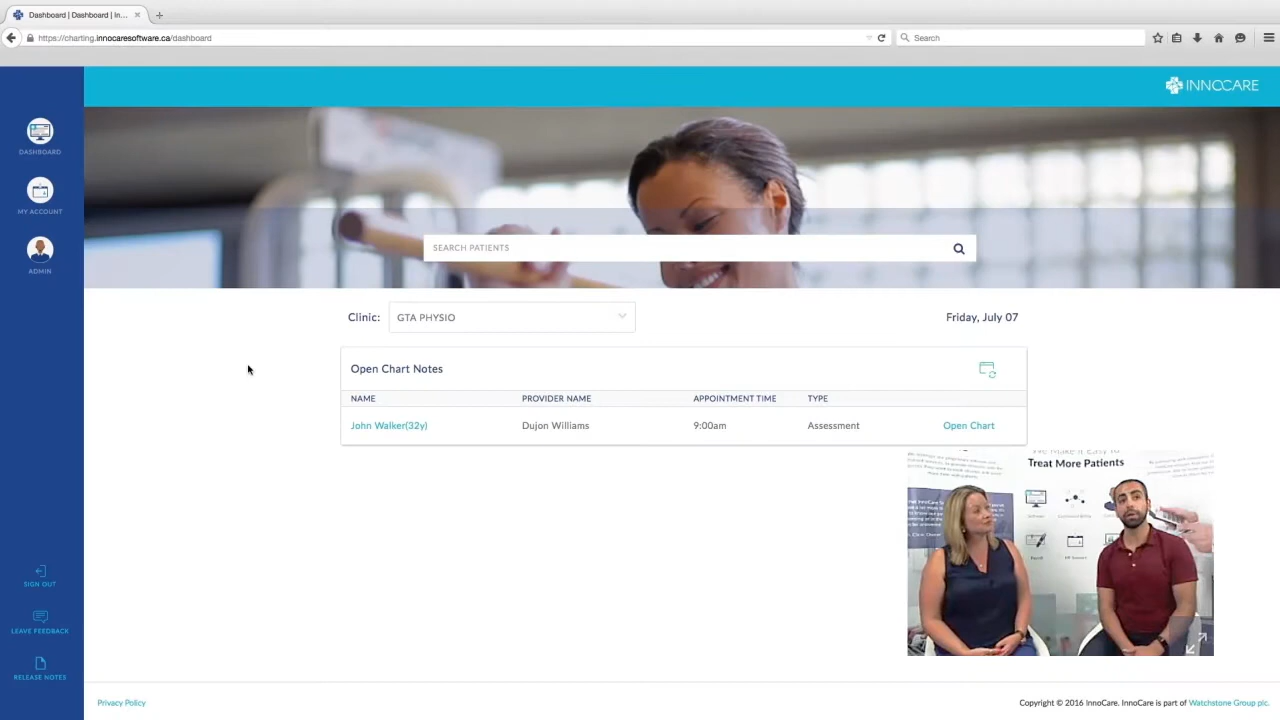 Dashboard | Dashboard | In...
https://charting.innocaresoftware.ca/dashboard
Search
INNOCARE
DASHBOARD
MY ACCOUNT
ADMIN
SEARCH PATIENTS
Clinic:
GTA PHYSIO
Friday, July 07
Open Chart Notes
NAME
PROVIDER NAME
APPOINTMENT TIME
TYPE
John Walker(32y)
Dujon Williams
9:00am
Assessment
Open Chart
Treat More Patients
SIGN OUT
LEAVE FEEDBACK
RELEASE NOTES
Privacy Policy
Copyright © 2016 InnoCare. InnoCare is part of Watchstone Group plc.